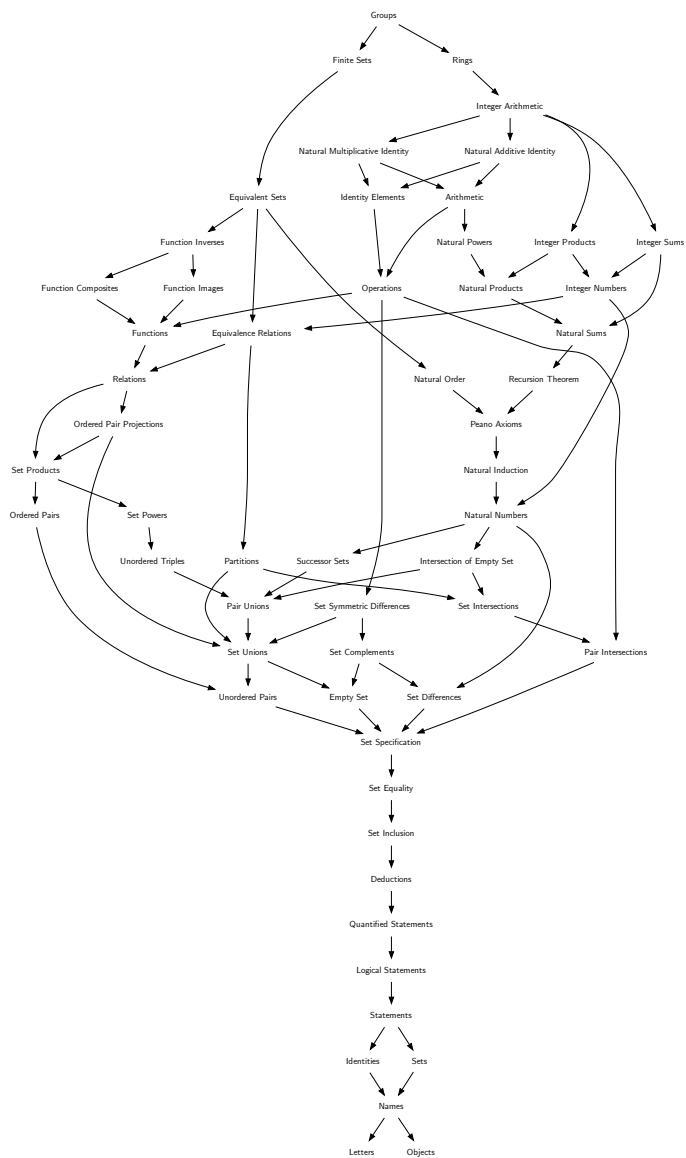 Groups
Finite Sets
Rings
Integer Arithmetic
Natural Multiplicative Identity
Natural Additive Identity
Equivalent Sets
Identity Elements
Arithmetic
Function Inverses
Natural Powers
Integer Products
Integer Sums
Function Composites
Function Images
Operations
Natural Products
Integer Numbers
Functions
Equivalence Relations
Natural Sums
Relations
Natural Order
Recursion Theorem
Ordered Pair Projections
Peano Axioms
Set Products
Natural Induction
Ordered Pairs
Set Powers
Natural Numbers
Unordered Triples
Partitions
Successor Sets
Intersection of Empty Set
Pair Unions
Set Symmetric Differences
Set Intersections
Set Unions
Set Complements
Pair Intersections
Unordered Pairs
Empty Set
Set Differences
Set Specification
Set Equality
Set Inclusion
Deductions
Quantified Statements
Logical Statements
Statements
Identities
Sets
Names
Letters
Objects